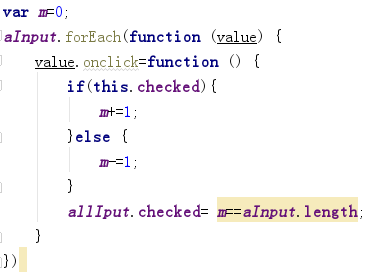 var m=0;
aInput.forEach(function (value) {
value.onclick=function () {
if(this.checked){
m+=1;
}else {
m-=1;
}
allIput.checked= m==aInput.length;
}
})